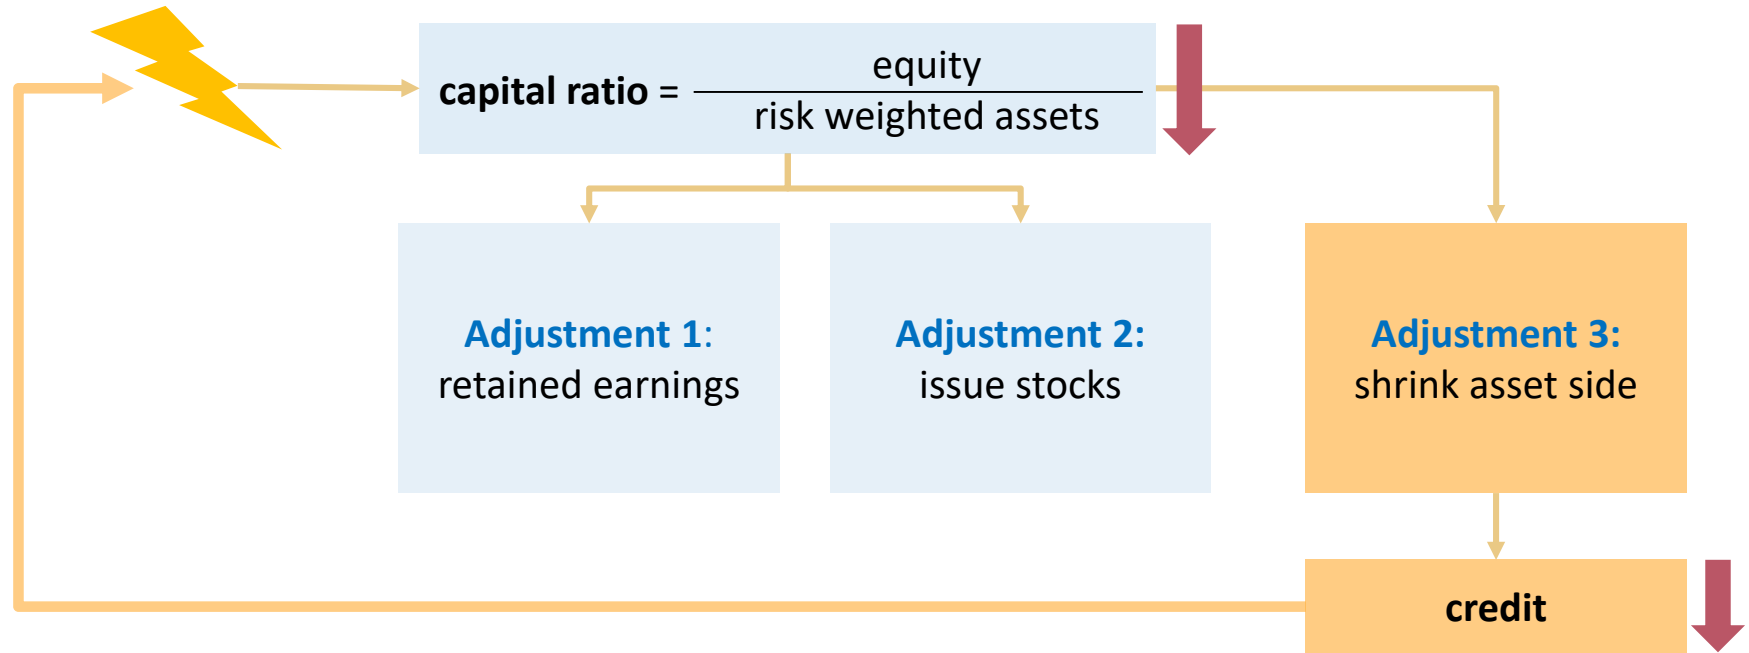 capital ratio = equity
risk weighted assets
Adjustment 1:
retained earnings
Adjustment 2:
issue stocks
Adjustment 3:
shrink asset side
credit